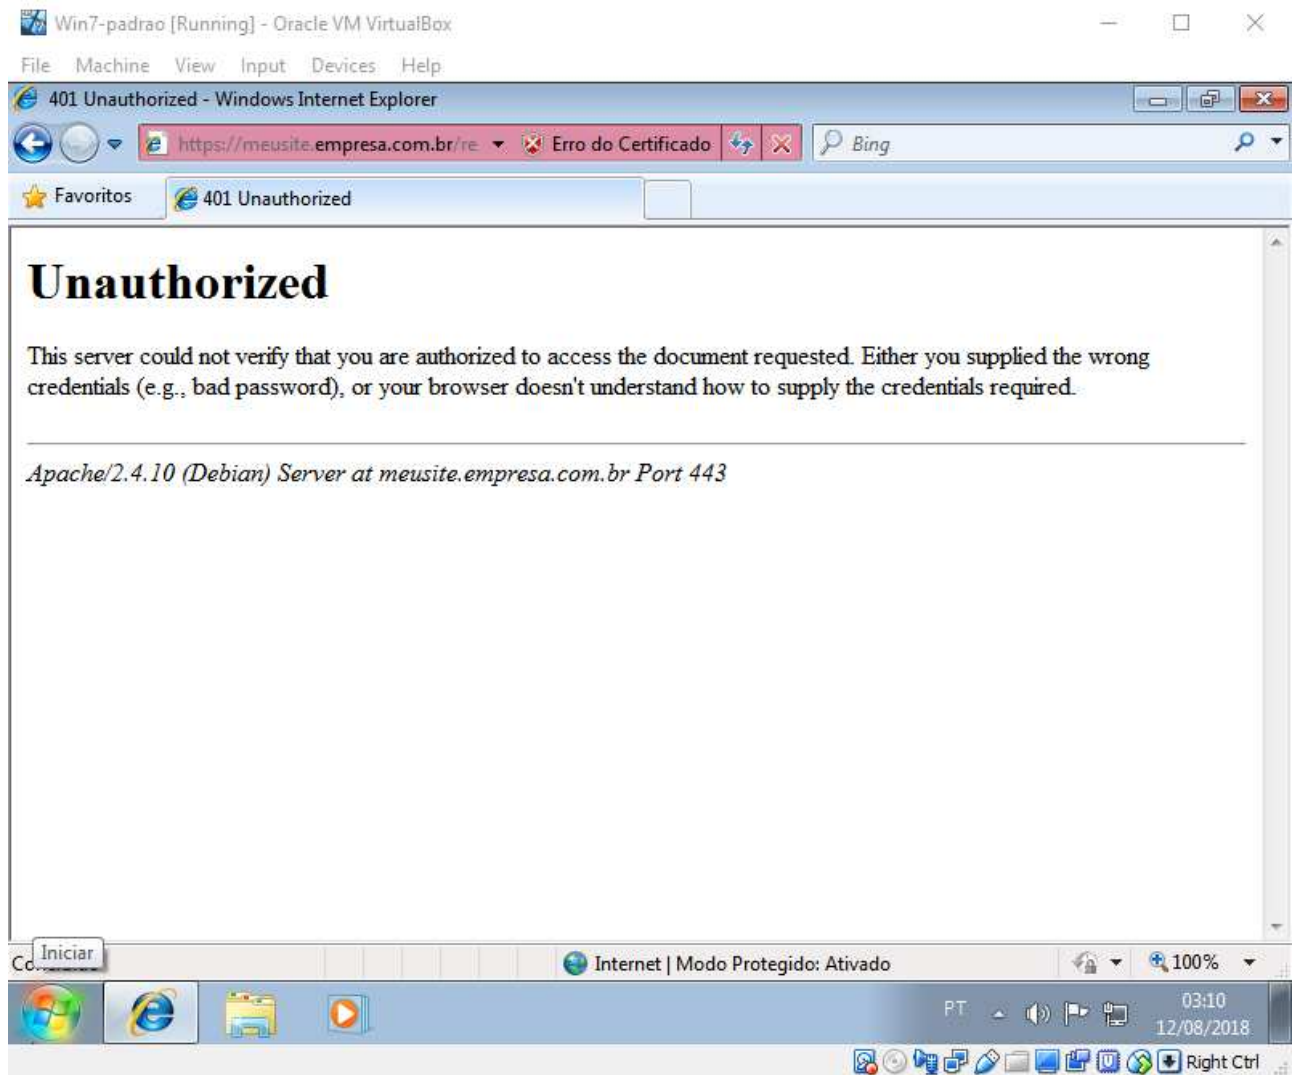 Win7-padrao [Running] - Oracle VM VirtualBox
File Machine View Input Devices Help
401 Unauthorized - Windows Internet Explorer
https://meusite.empresa.com.br/re Erro do Certificado Bing
Favoritos 401 Unauthorized
Unauthorized
This server could not verify that you are authorized to access the document requested. Either you supplied the wrong
credentials (e.g., bad password), or your browser doesn't understand how to supply the credentials required.
Apache/2.4.10 (Debian) Server at meusite.empresa.com.br Port 443
Iniciar
Internet | Modo Protegido: Ativado 100%
PT 03:10
12/08/2018
Right Ctrl